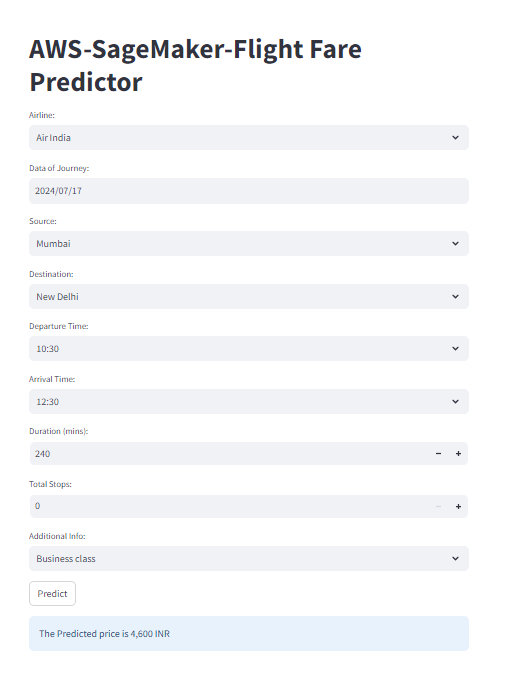 AWS-SageMaker-Flight Fare
Predictor
Airline:
Air India
Data of Journey:
2024/07/17
Source:
Mumbai
Destination:
New Delhi
Departure Time:
10:30
Arrival Time:
12:30
Duration (mins):
240
Total Stops:
0
Additional Info:
Business class
Predict
The Predicted price is 4,600 INR